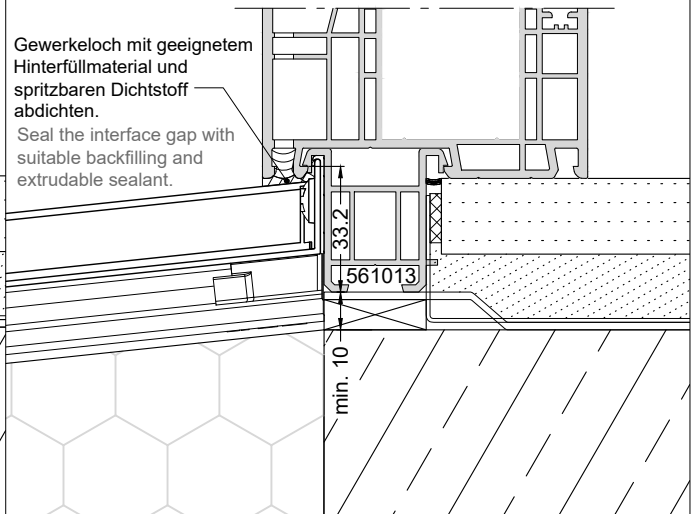 Gewerkeloch mit geeignetem
Hinterfüllmaterial und
spritzbaren Dichtstoff
abdichten.
Seal the interface gap with
suitable backfilling and
extrudable sealant.
33.2
561013
min. 10